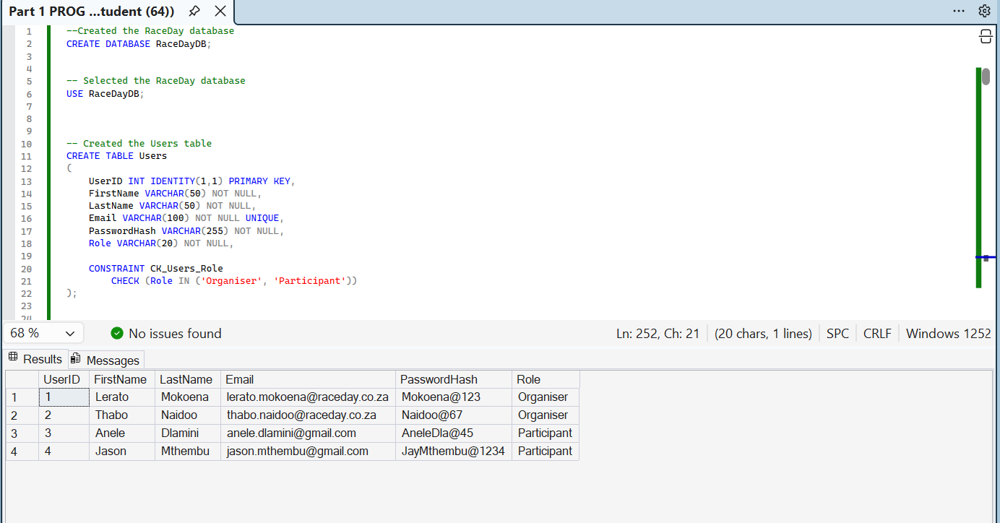 Part 1 PROG ...tudent (64))
1 --Created the RaceDay database
2 CREATE DATABASE RaceDayDB;
3
4
5 -- Selected the RaceDay database
6 USE RaceDayDB;
7
8
9
10 -- Created the Users table
11 CREATE TABLE Users
12 (
13 UserID INT IDENTITY(1,1) PRIMARY KEY,
14 FirstName VARCHAR(50) NOT NULL,
15 LastName VARCHAR(50) NOT NULL,
16 Email VARCHAR(100) NOT NULL UNIQUE,
17 PasswordHash VARCHAR(255) NOT NULL,
18 Role VARCHAR(20) NOT NULL,
19
20 CONSTRAINT CK_Users_Role
21 CHECK (Role IN ('Organiser', 'Participant'))
22 );
23
24
68 % No issues found Ln: 252, Ch: 21 (20 chars, 1 lines) SPC CRLF Windows 1252
Results Messages
UserID FirstName LastName Email PasswordHash Role
1 1 Lerato Mokoena lerato.mokoena@raceday.co.za Mokoena@123 Organiser
2 2 Thabo Naidoo thabo.naidoo@raceday.co.za Naidoo@67 Organiser
3 3 Anele Dlamini anele.dlamini@gmail.com AneleDla@45 Participant
4 4 Jason Mthembu jason.mthembu@gmail.com JayMthembu@1234 Participant